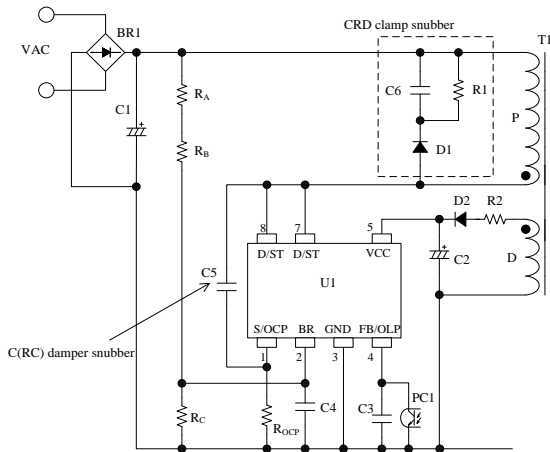 CRD clamp snubber
BR1
T1
VAC
C1
RA
C6
R1
P
RB
D1
D2
R2
8
7
5
D/ST
D/ST
VCC
C2
D
C5
U1
S/OCP
BR
GND
FB/OLP
C(RC) damper snubber
1
2
3
4
PC1
RC
C4
C3
ROCP